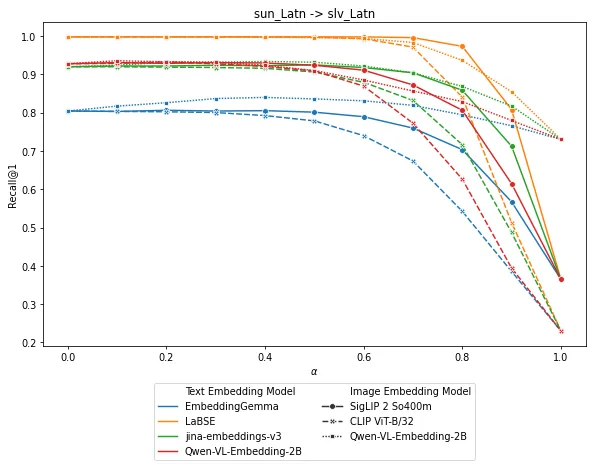 sun_Latn -> slv_Latn
Recall@1
1.0
0.9
0.8
0.7
0.6
0.5
0.4
0.3
0.2
0.0 0.2 0.4 0.6 0.8 1.0
α
Text Embedding Model Image Embedding Model
EmbeddingGemma SigLIP 2 So400m
LaBSE CLIP ViT-B/32
jina-embeddings-v3 Qwen-VL-Embedding-2B
Qwen-VL-Embedding-2B